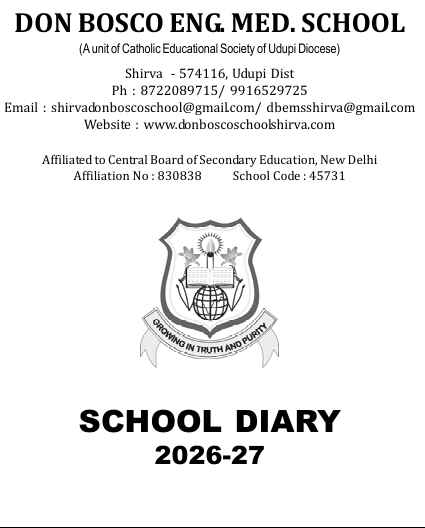 DON BOSCO ENG. MED. SCHOOL
(A unit of Catholic Educational Society of Udupi Diocese)
Shirva - 574116, Udupi Dist
Ph : 8722089715/ 9916529725
Email : shirvadonboscoschool@gmail.com/ dbemsshirva@gmail.com
Website : www.donboscoschoolshirva.com
Affiliated to Central Board of Secondary Education, New Delhi
Affiliation No : 830838 School Code : 45731
GROWING IN TRUTH AND PURITY
SCHOOL DIARY
2026-27